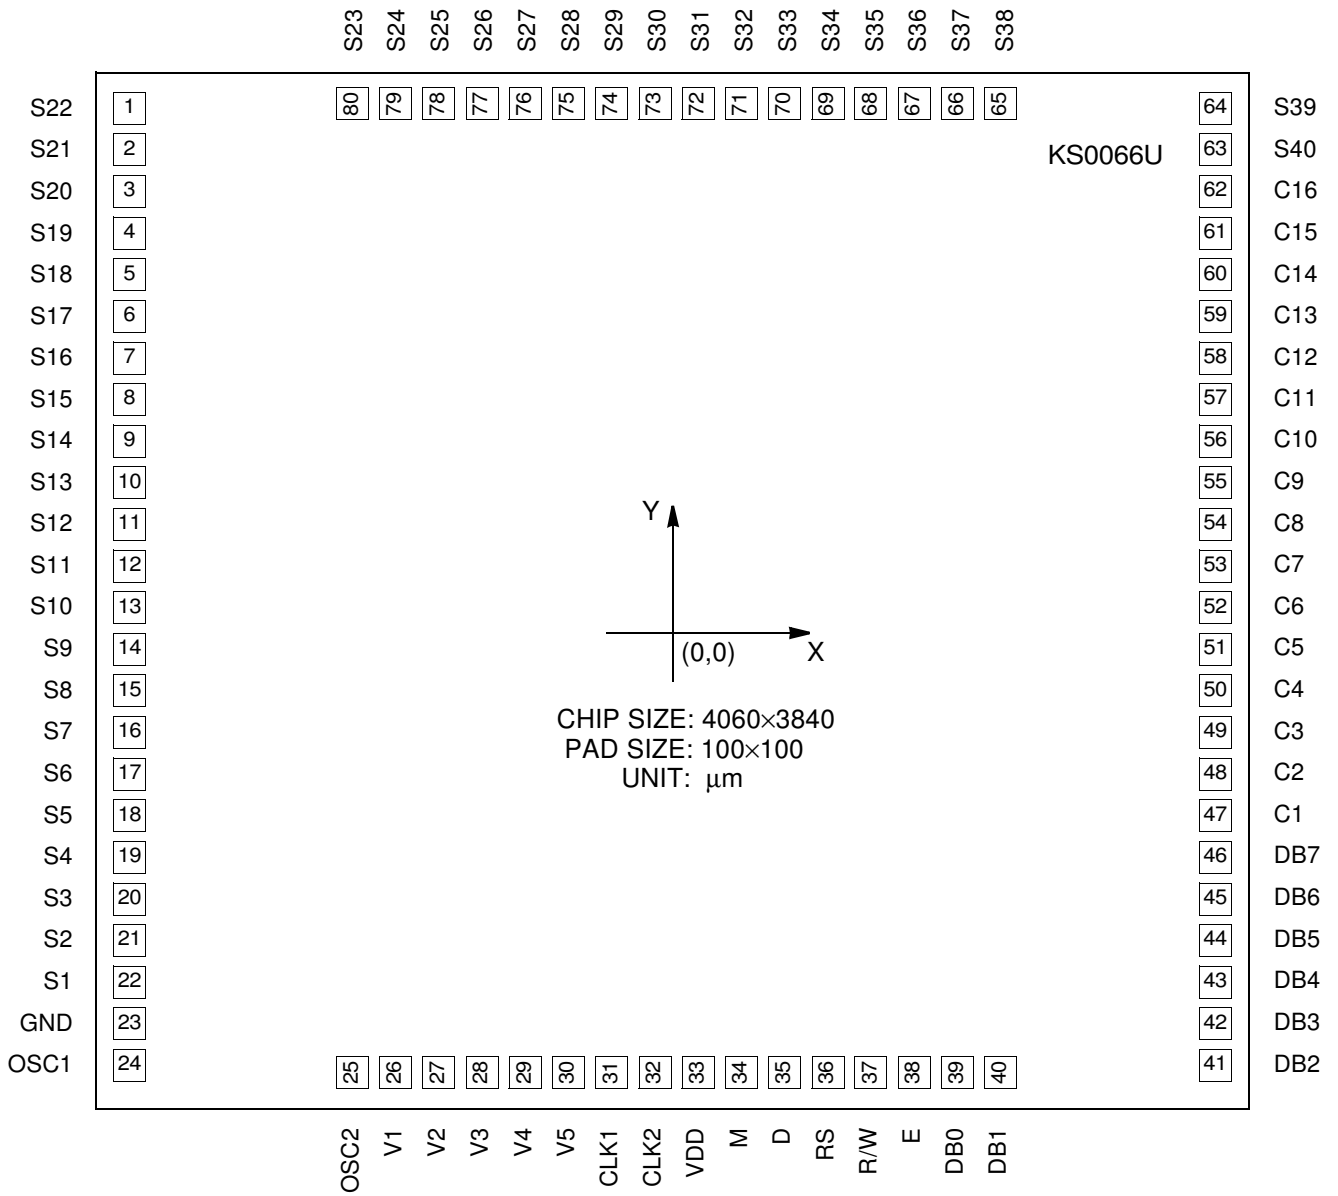 S23 S24 S25 S26 S27 S28 S29 S30 S31 S32 S33 S34 S35 S36 S37 S38
80 79 78 77 76 75 74 73 72 71 70 69 68 67 66 65
S22 1 64 S39
S21 2 KS0066U 63 S40
S20 3 62 C16
S19 4 61 C15
S18 5 60 C14
S17 6 59 C13
S16 7 58 C12
S15 8 57 C11
S14 9 56 C10
S13 10 55 C9
S12 11 54 C8
Y
S11 12 53 C7
S10 13 52 C6
S9 14 51 C5
(0,0) X
S8 15 50 C4
CHIP SIZE: 4060×3840
S7 16 49 C3
PAD SIZE: 100×100
S6 17 48 C2
UNIT: μm
S5 18 47 C1
S4 19 46 DB7
S3 20 45 DB6
S2 21 44 DB5
S1 22 43 DB4
GND 23 42 DB3
OSC1 24 41 DB2
25 26 27 28 29 30 31 32 33 34 35 36 37 38 39 40
OSC2 V1 V2 V3 V4 V5 CLK1 CLK2 VDD M D RS R/W E DB0 DB1